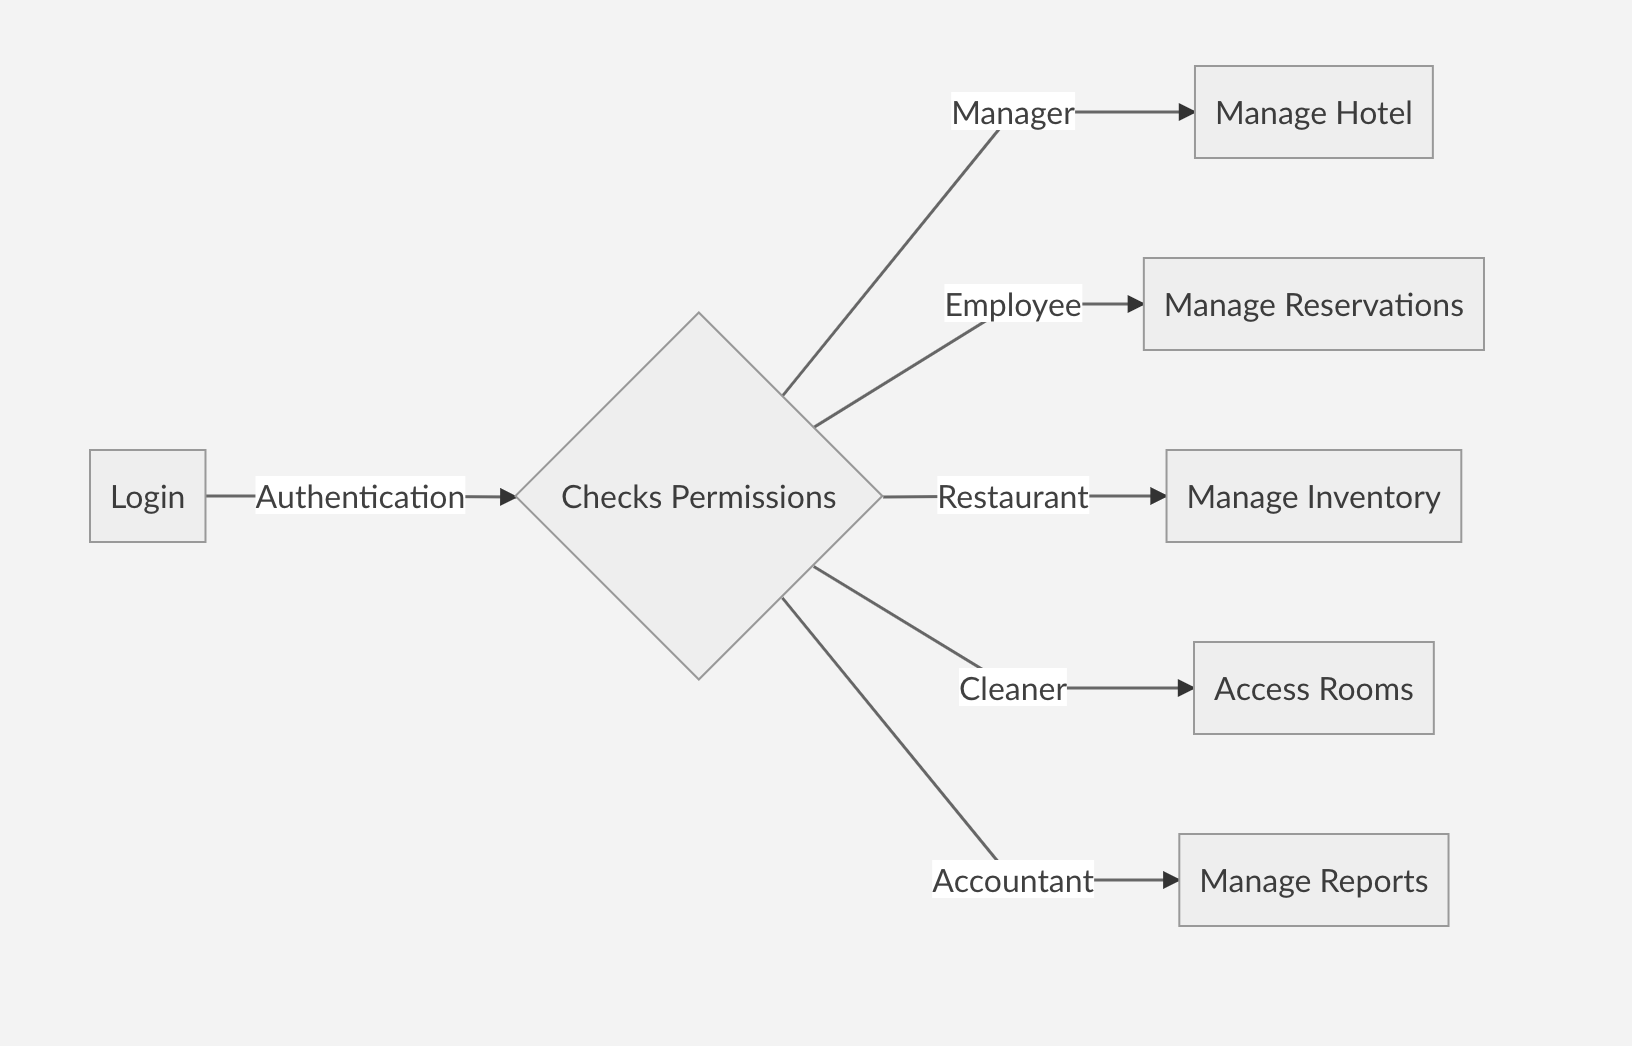 Login
Authentication
Checks Permissions
Manager
Manage Hotel
Employee
Manage Reservations
Restaurant
Manage Inventory
Cleaner
Access Rooms
Accountant
Manage Reports